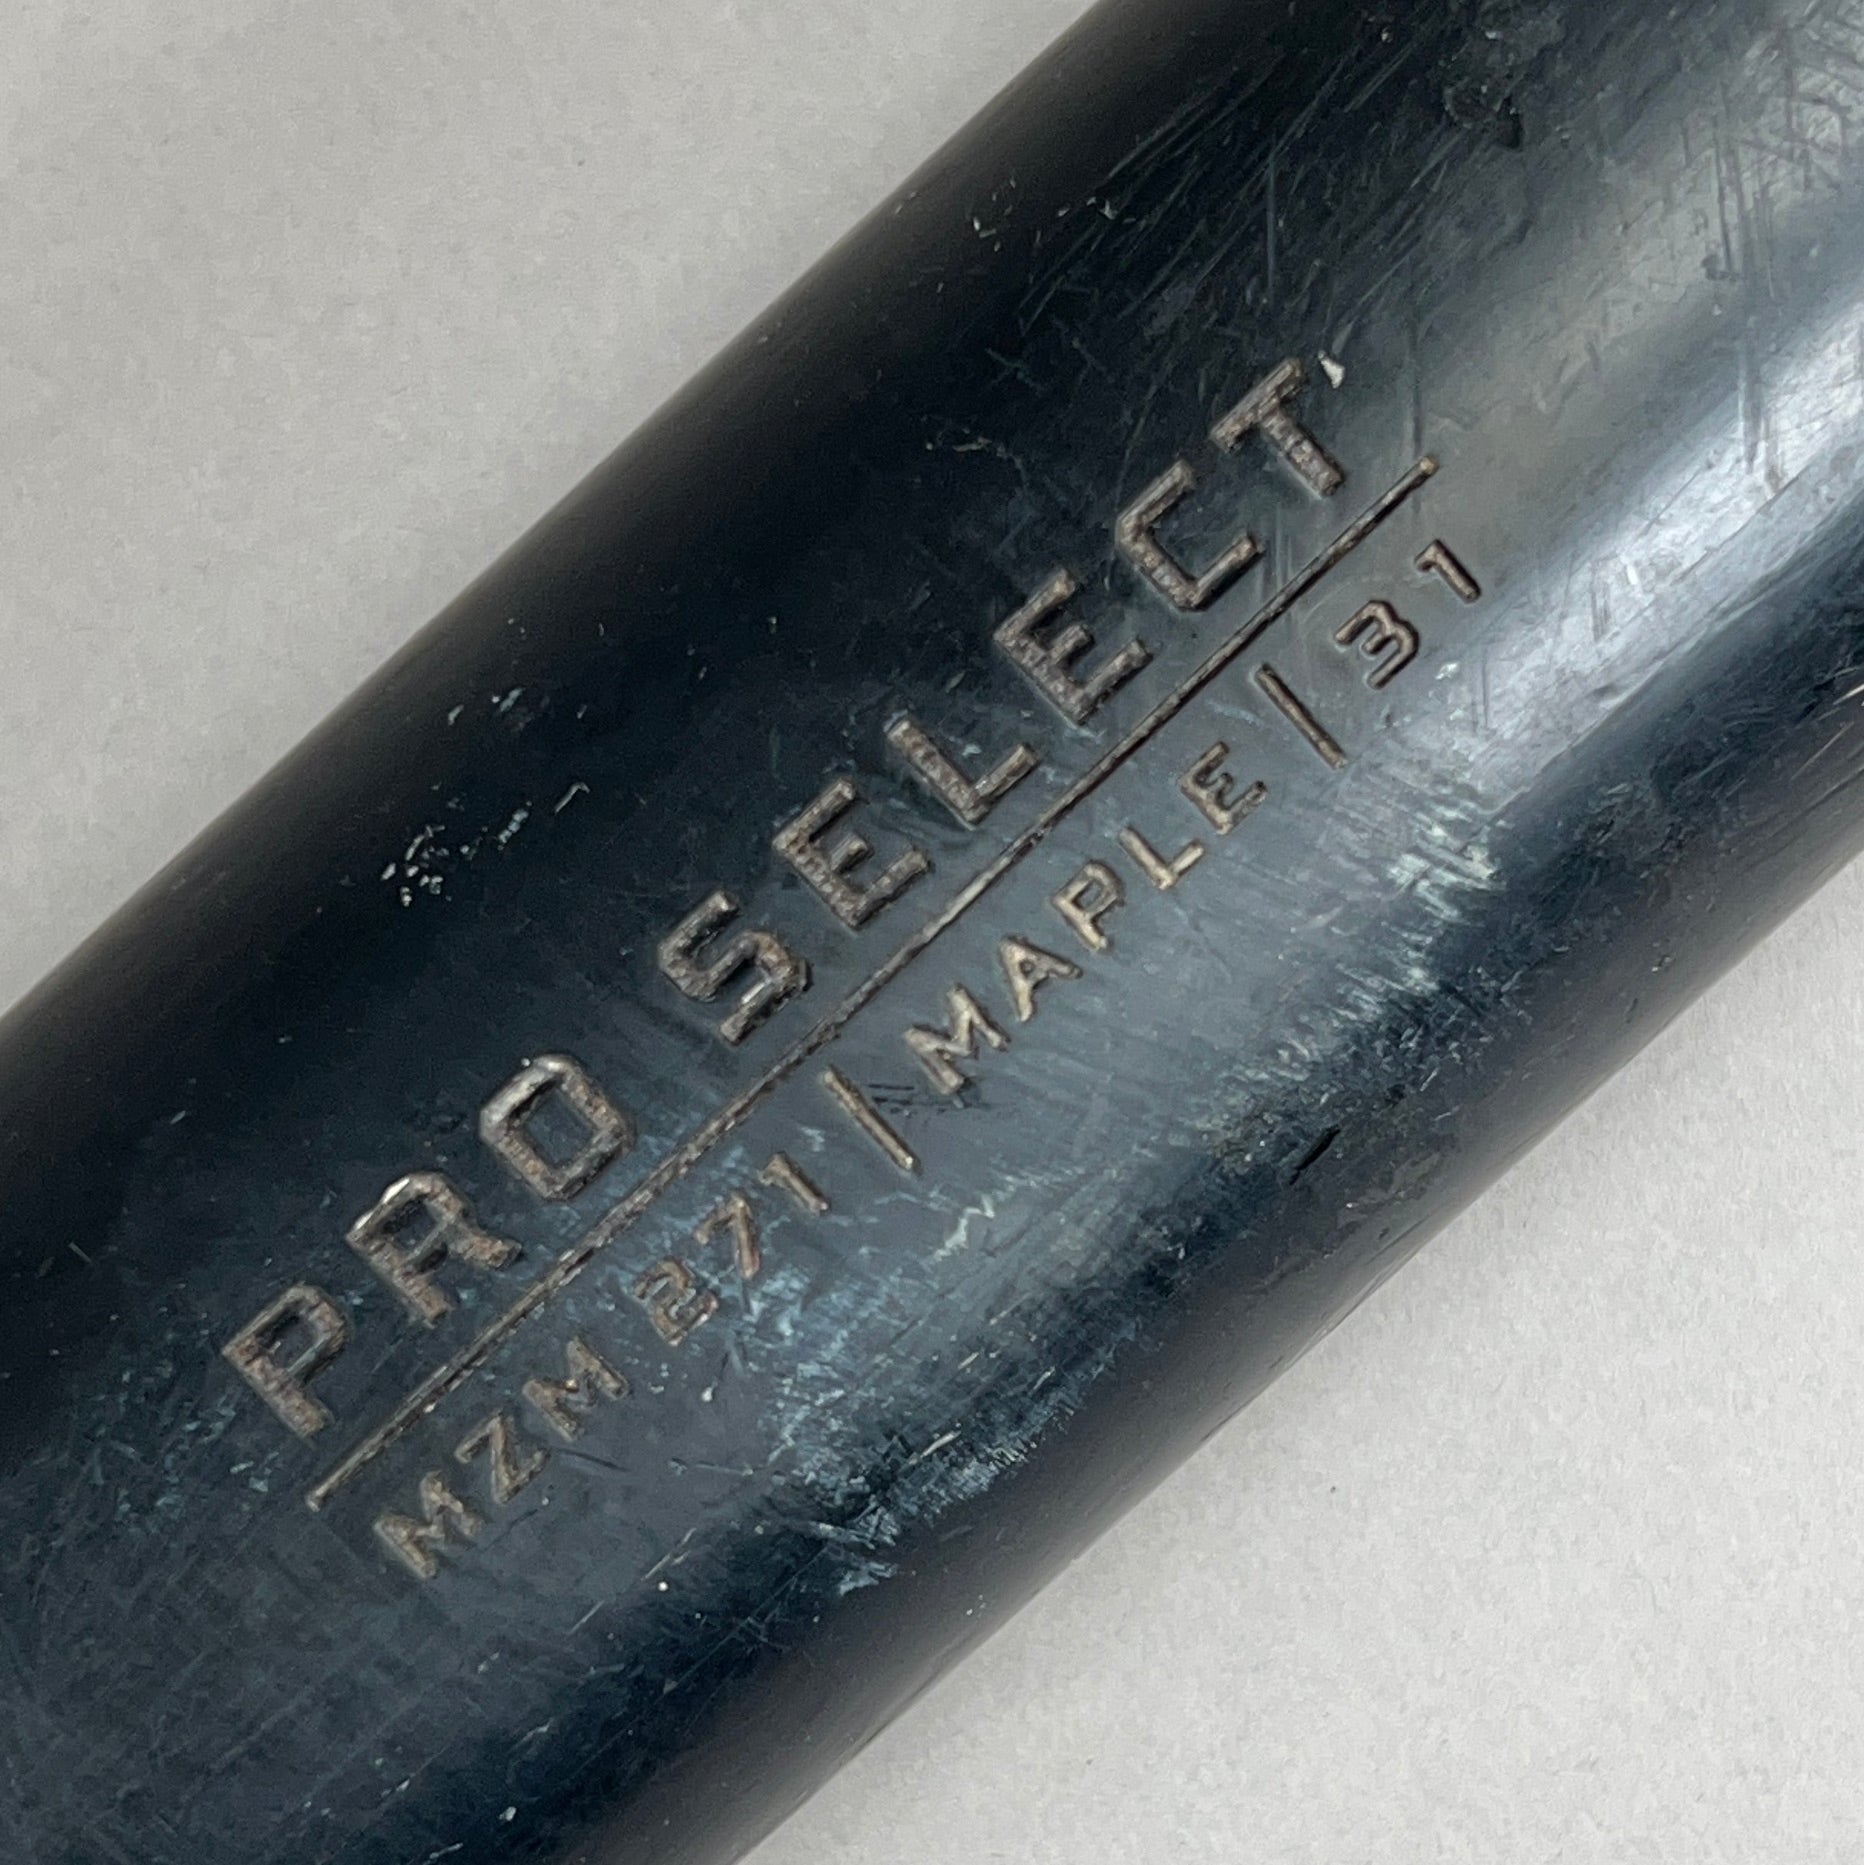 PRO SELECT
MZM 271 / MAPLE / 31